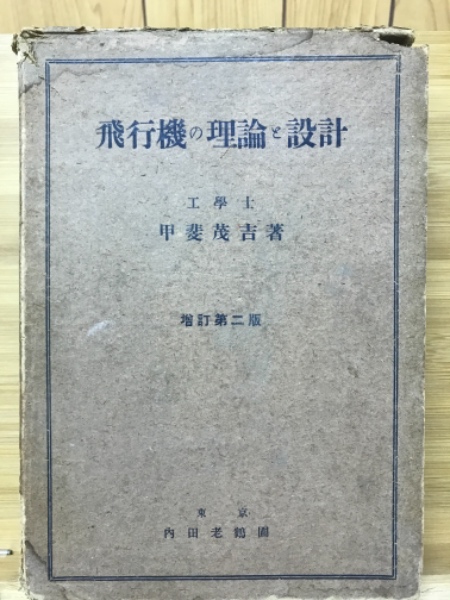 飛行機の理論と設計
工學士
甲斐茂吉著
増訂第二版
東京
內田老鶴圃